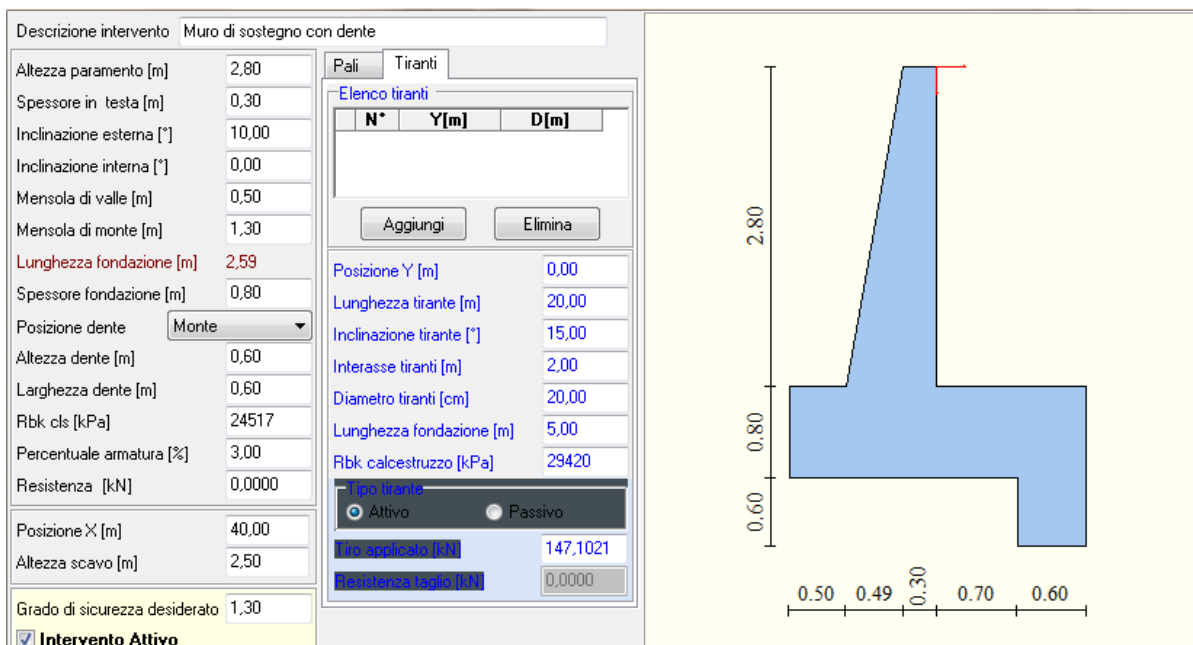 Descrizione intervento Muro di sostegno con dente
Altezza paramento [m] 2,80
Spessore in testa [m] 0,30
Inclinazione esterna [°] 10,00
Inclinazione interna [°] 0,00
Mensola di valle [m] 0,50
Mensola di monte [m] 1,30
Lunghezza fondazione [m] 2,59
Spessore fondazione [m] 0,80
Posizione dente Monte
Altezza dente [m] 0,60
Larghezza dente [m] 0,60
Rbk cls [kPa] 24517
Percentuale armatura [%] 3,00
Resistenza [kN] 0,0000
Posizione X [m] 40,00
Altezza scavo [m] 2,50
Grado di sicurezza desiderato 1,30
Intervento Attivo
Pali Tiranti
Elenco tiranti
N° Y[m] D[m]
Aggiungi Elimina
Posizione Y [m] 0,00
Lunghezza tirante [m] 20,00
Inclinazione tirante [°] 15,00
Interasse tiranti [m] 2,00
Diametro tiranti [cm] 20,00
Lunghezza fondazione [m] 5,00
Rbk calcestruzzo [kPa] 29420
Tipo tirante
Attivo Passivo
Tiro applicato [kN] 147,1021
Resistenza taglio [kN] 0,0000
2.80
0.80
0.60
0.50 0.49 0.30 0.70 0.60